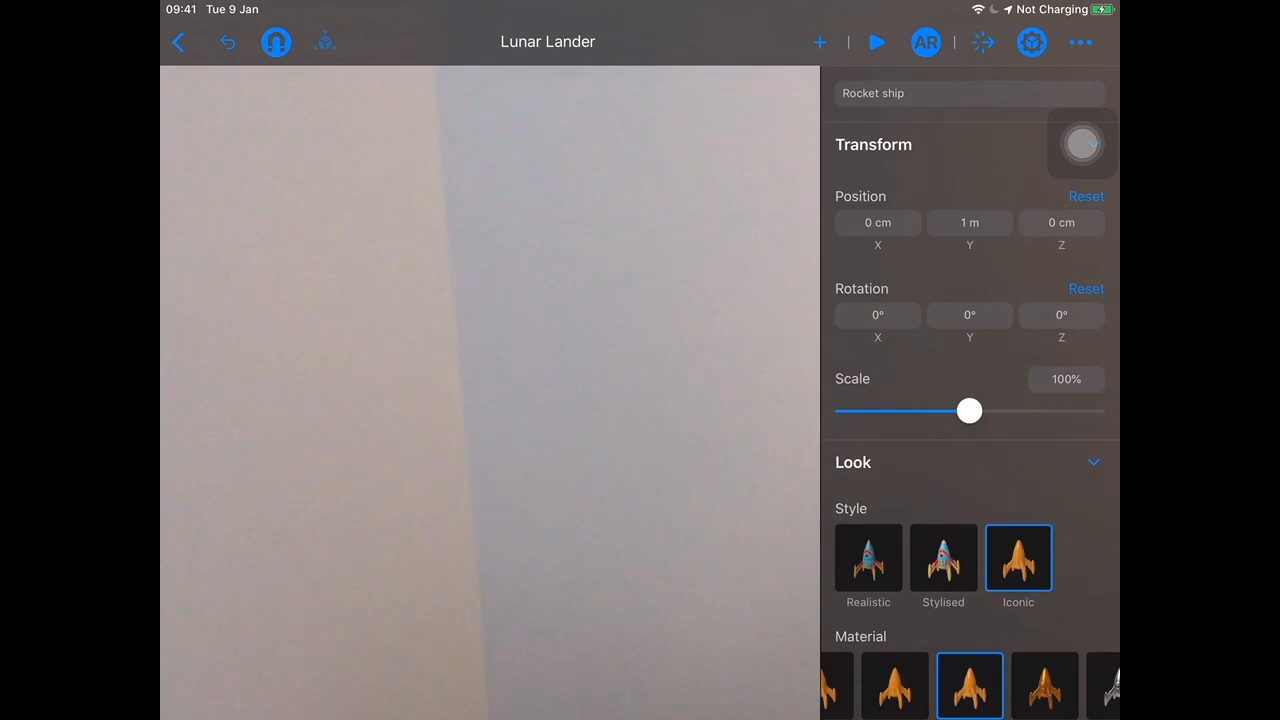 09:41 Tue 9 Jan Not Charging
Lunar Lander AR
Rocket ship
Transform
Position Reset
0 cm 1 m 0 cm
X Y Z
Rotation Reset
0° 0° 0°
X Y Z
Scale 100%
Look
Style
Realistic Stylised Iconic
Material